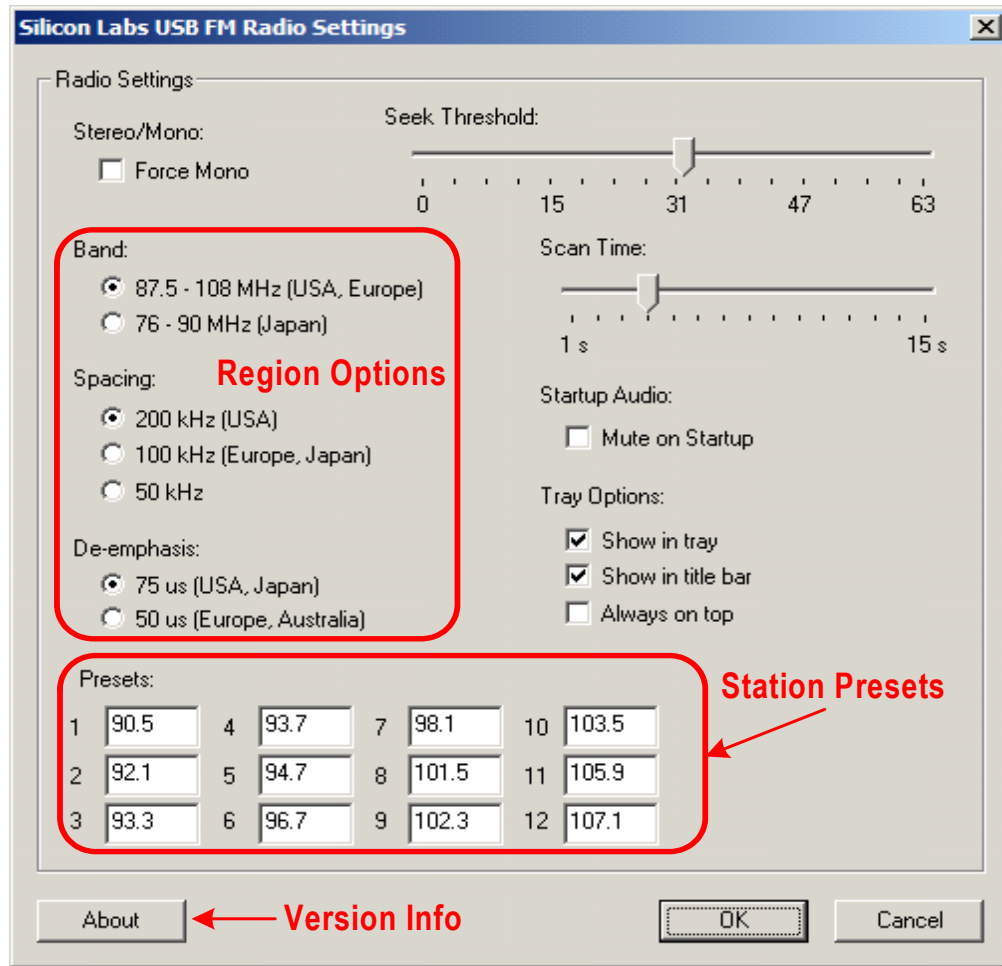 Silicon Labs USB FM Radio Settings
Radio Settings
Stereo/Mono:
Force Mono
Seek Threshold:
0 15 31 47 63
Band:
87.5 - 108 MHz (USA, Europe)
76 - 90 MHz (Japan)
Region Options
Spacing:
200 kHz (USA)
100 kHz (Europe, Japan)
50 kHz
De-emphasis:
75 us (USA, Japan)
50 us (Europe, Australia)
Scan Time:
1 s 15 s
Startup Audio:
Mute on Startup
Tray Options:
Show in tray
Show in title bar
Always on top
Presets:
1 90.5 4 93.7 7 98.1 10 103.5
2 92.1 5 94.7 8 101.5 11 105.9
3 93.3 6 96.7 9 102.3 12 107.1
Station Presets
About
Version Info
OK
Cancel